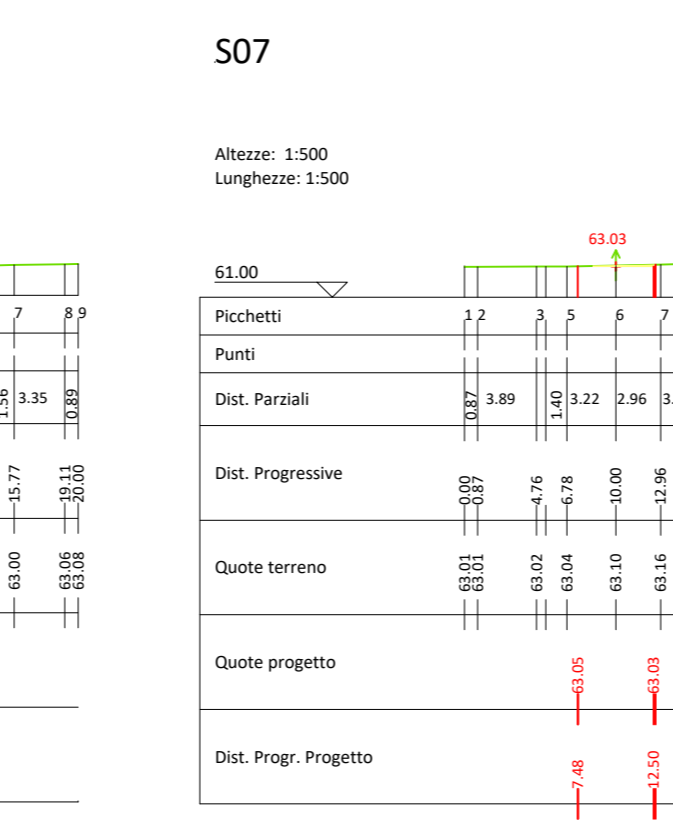 S07
Altezze: 1:500
Lunghezze: 1:500
63.03
61.00
7 8 9
Picchetti 1 2 3 5 6 7
Punti
1.56 3.35 0.89
Dist. Parziali 0.87 3.89 1.40 3.22 2.96 3.
15.77 19.11 20.00
Dist. Progressive 0.00 0.87 4.76 6.78 10.00 12.96
63.00 63.06 63.08
Quote terreno 63.01 63.01 63.02 63.04 63.10 63.16
Quote progetto 63.05 63.03
Dist. Progr. Progetto 7.48 12.50